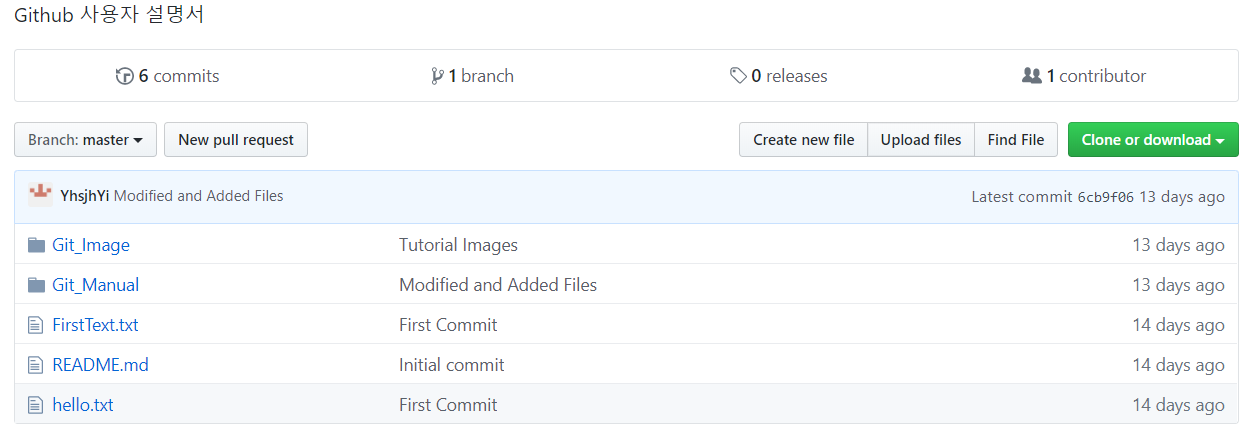 Github 사용자 설명서
6 commits 1 branch 0 releases 1 contributor
Branch: master New pull request Create new file Upload files Find File Clone or download
YhsjhYi Modified and Added Files Latest commit 6cb9f06 13 days ago
Git_Image Tutorial Images 13 days ago
Git_Manual Modified and Added Files 13 days ago
FirstText.txt First Commit 14 days ago
README.md Initial commit 14 days ago
hello.txt First Commit 14 days ago